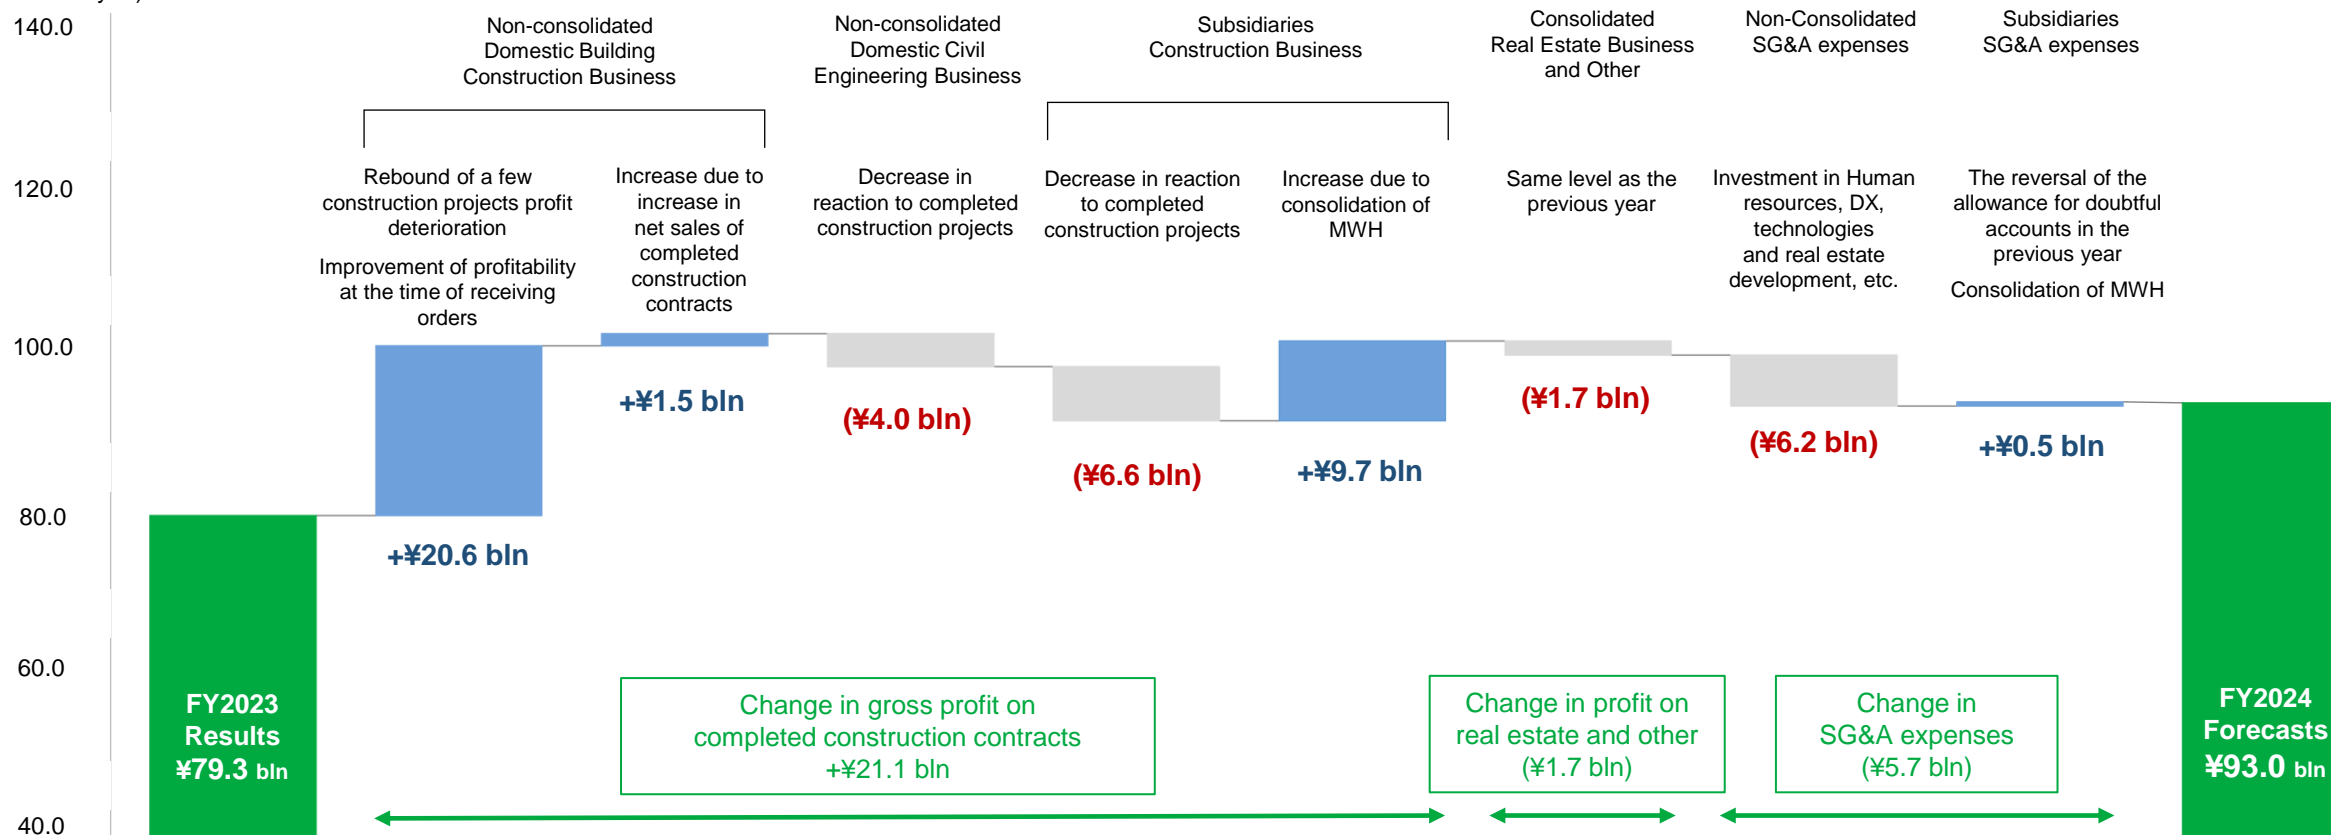 140.0
120.0
100.0
80.0
60.0
40.0
Non-consolidated
Domestic Building
Construction Business
Non-consolidated
Domestic Civil
Engineering Business
Subsidiaries
Construction Business
Consolidated
Real Estate Business
and Other
Non-Consolidated
SG&A expenses
Subsidiaries
SG&A expenses
Rebound of a few
construction projects profit
deterioration
Improvement of profitability
at the time of receiving
orders
Increase due to
increase in
net sales of
completed
construction
contracts
Decrease in
reaction to completed
construction projects
Decrease in reaction
to completed
construction projects
Increase due to
consolidation of
MWH
Same level as the
previous year
Investment in Human
resources, DX,
technologies
and real estate
development, etc.
The reversal of the
allowance for doubtful
accounts in the
previous year
Consolidation of MWH
+¥20.6 bln
+¥1.5 bln
(¥4.0 bln)
(¥6.6 bln)
+¥9.7 bln
(¥1.7 bln)
(¥6.2 bln)
+¥0.5 bln
FY2023
Results
¥79.3 bln
Change in gross profit on
completed construction contracts
+¥21.1 bln
Change in profit on
real estate and other
(¥1.7 bln)
Change in
SG&A expenses
(¥5.7 bln)
FY2024
Forecasts
¥93.0 bln